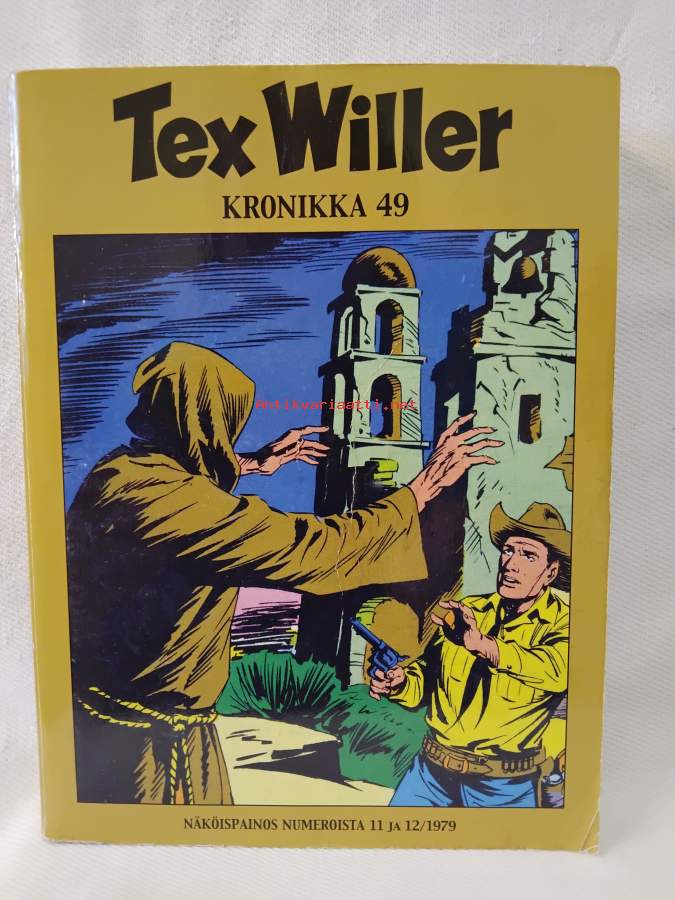 Tex Willer
KRONIKKA 49
Antikvariaatti.net
NÄKÖISPAINOS NUMEROISTA 11 JA 12/1979